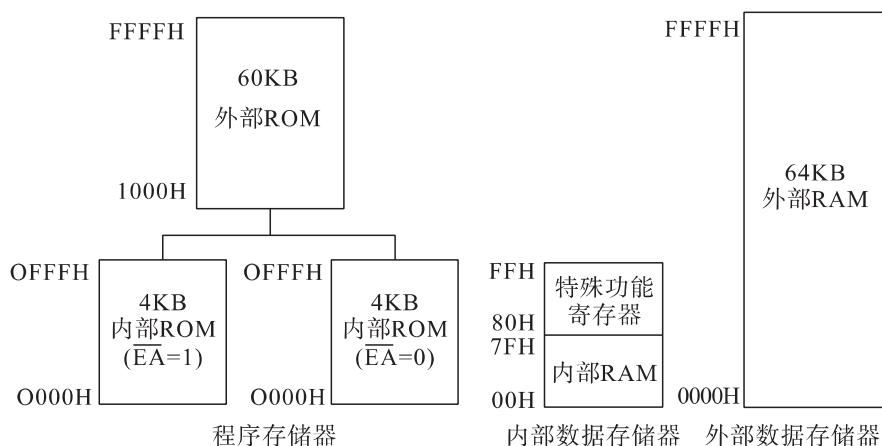 FFFFH
60KB
外部ROM
1000H
OFFFH
4KB
内部ROM
(EA=1)
O000H
OFFFH
4KB
内部ROM
(EA=0)
O000H
程序存储器
FFH
特殊功能
寄存器
80H
7FH
内部RAM
00H
内部数据存储器
FFFFH
64KB
外部RAM
0000H
外部数据存储器